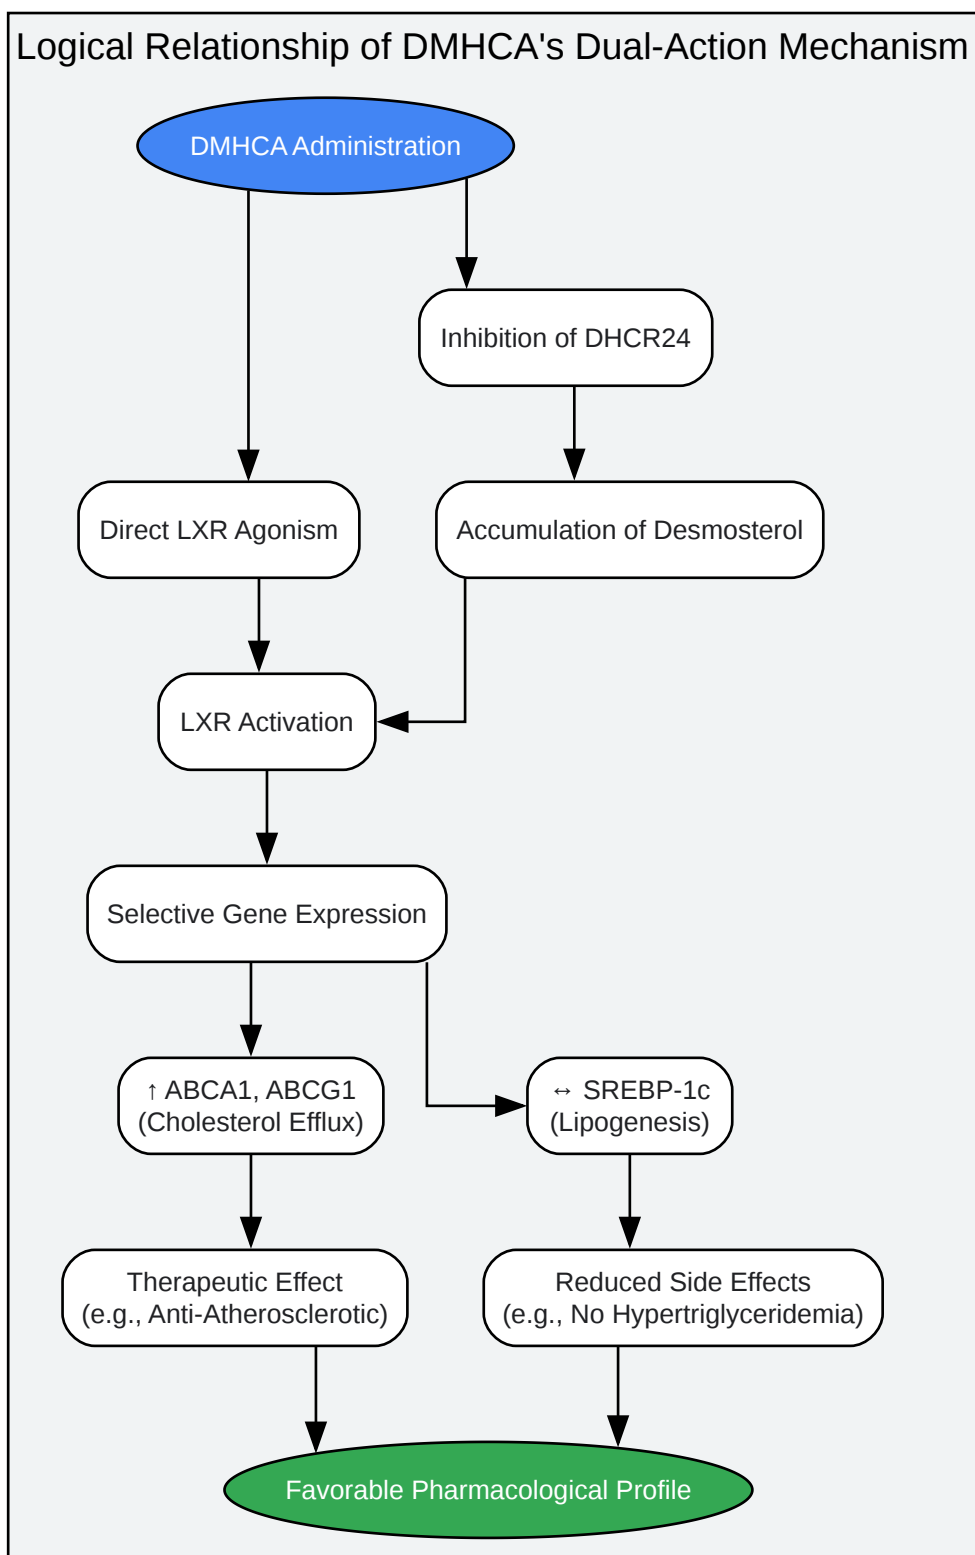 Logical Relationship of DMHCA's Dual-Action Mechanism
DMHCA Administration
Inhibition of DHCR24
Direct LXR Agonism
Accumulation of Desmosterol
LXR Activation
Selective Gene Expression
↑ ABCA1, ABCG1
(Cholesterol Efflux)
↔ SREBP-1c
(Lipogenesis)
Therapeutic Effect
(e.g., Anti-Atherosclerotic)
Reduced Side Effects
(e.g., No Hypertriglyceridemia)
Favorable Pharmacological Profile